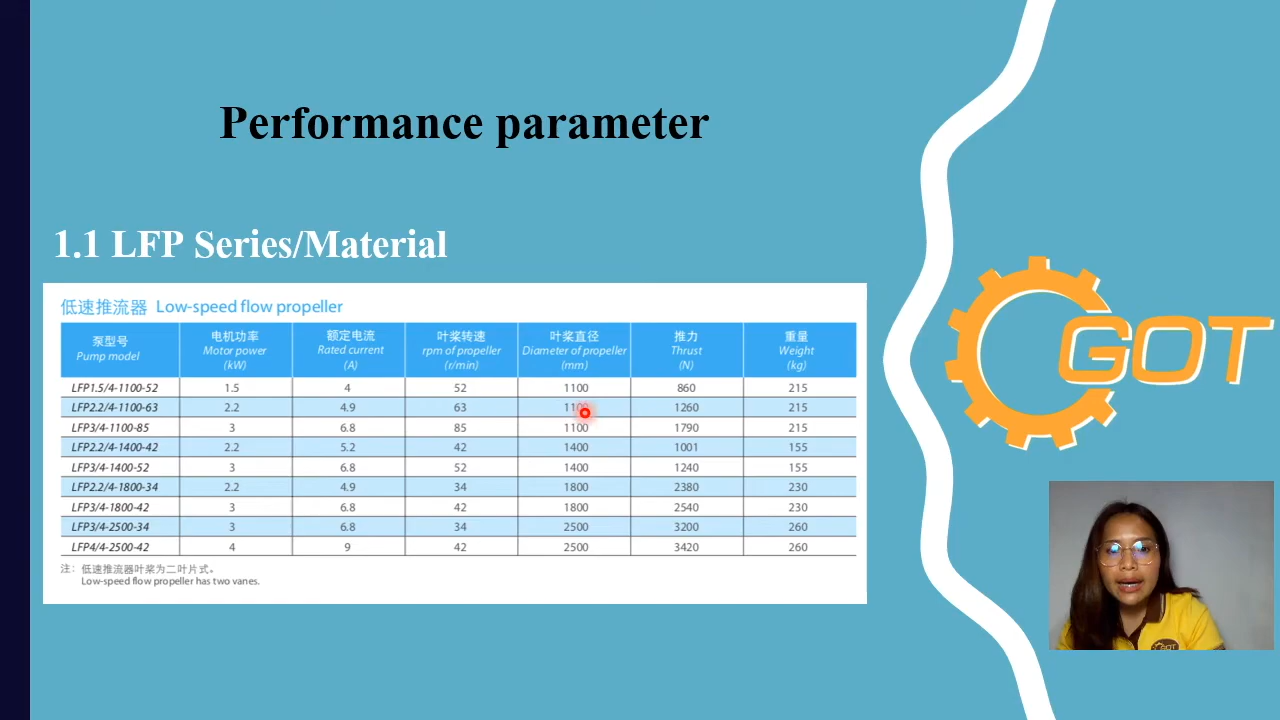 Performance parameter
1.1 LFP Series/Material
低速推流器 Low-speed flow propeller
泵型号 电机功率 额定电流 叶桨转速 叶桨直径 推力 重量
Pump model Motor power Rated current rpm of propeller Diameter of propeller Thrust Weight
(kW) (A) (r/min) (mm) (N) (kg)
LFP1.5/4-1100-52 1.5 4 52 1100 860 215
LFP2.2/4-1100-63 2.2 4.9 63 1100 1260 215
LFP3/4-1100-85 3 6.8 85 1100 1790 215
LFP2.2/4-1400-42 2.2 5.2 42 1400 1001 155
LFP3/4-1400-52 3 6.8 52 1400 1240 155
LFP2.2/4-1800-34 2.2 4.9 34 1800 2380 230
LFP3/4-1800-42 3 6.8 42 1800 2540 230
LFP3/4-2500-34 3 6.8 34 2500 3200 260
LFP4/4-2500-42 4 9 42 2500 3420 260
注：低速推流器叶桨为二叶片式。
Low-speed flow propeller has two vanes.
GOT
GOT